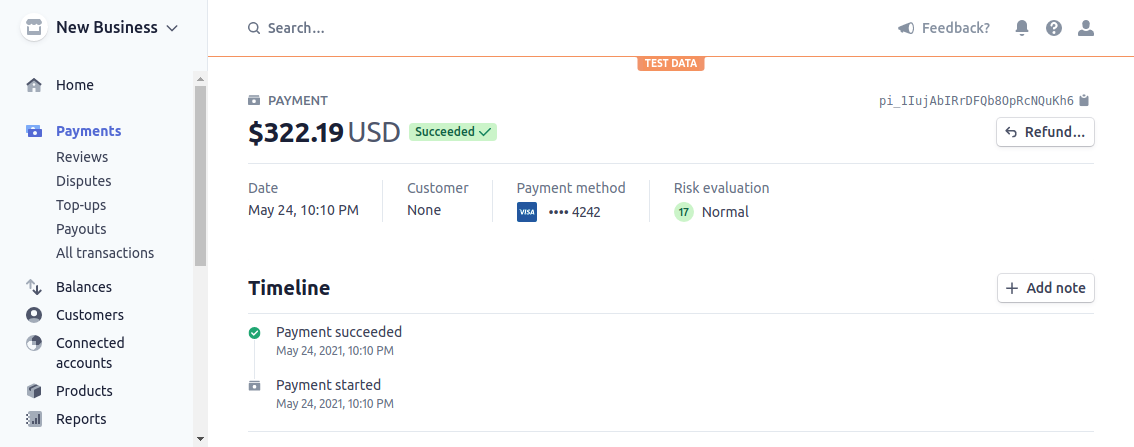 New Business
Search...
Feedback?
TEST DATA
Home
Payments
Reviews
Disputes
Top-ups
Payouts
All transactions
Balances
Customers
Connected
accounts
Products
Reports
PAYMENT
pi_1IujAbIRrDFQb8OpRcNQuKh6
$322.19 USD Succeeded
Refund...
Date
May 24, 10:10 PM
Customer
None
Payment method
VISA •••• 4242
Risk evaluation
17 Normal
Timeline
Add note
Payment succeeded
May 24, 2021, 10:10 PM
Payment started
May 24, 2021, 10:10 PM